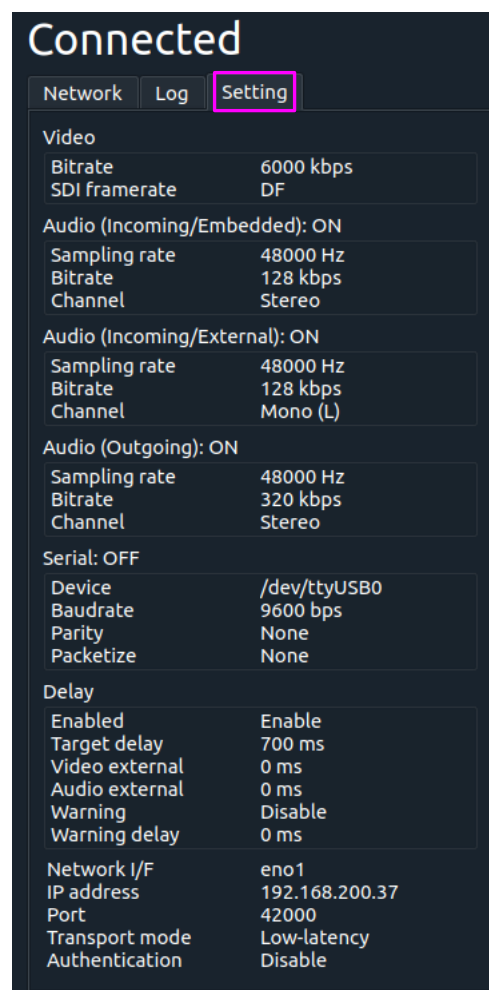 Connected
Network Log Setting
Video
Bitrate 6000 kbps
SDI framerate DF
Audio (Incoming/Embedded): ON
Sampling rate 48000 Hz
Bitrate 128 kbps
Channel Stereo
Audio (Incoming/External): ON
Sampling rate 48000 Hz
Bitrate 128 kbps
Channel Mono (L)
Audio (Outgoing): ON
Sampling rate 48000 Hz
Bitrate 320 kbps
Channel Stereo
Serial: OFF
Device /dev/ttyUSB0
Baudrate 9600 bps
Parity None
Packetize None
Delay
Enabled Enable
Target delay 700 ms
Video external 0 ms
Audio external 0 ms
Warning Disable
Warning delay 0 ms
Network I/F eno1
IP address 192.168.200.37
Port 42000
Transport mode Low-latency
Authentication Disable